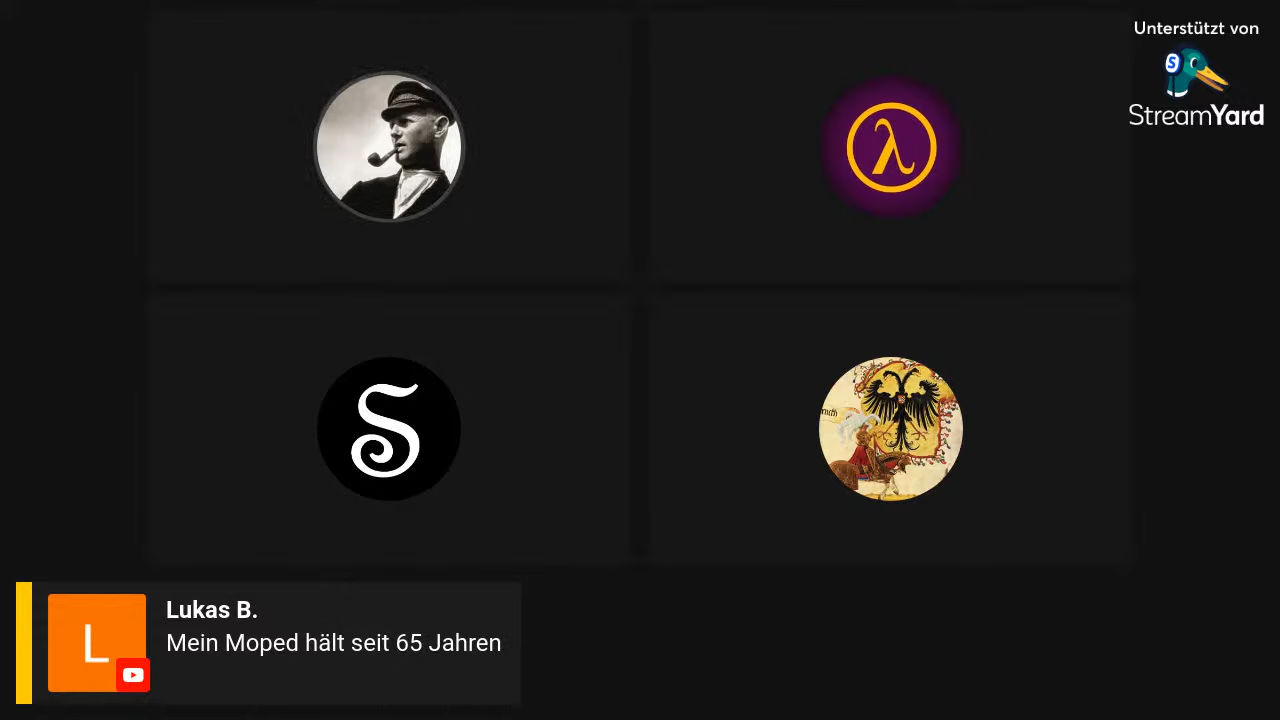 Unterstützt von
StreamYard
λ
S
Lukas B.
Mein Moped hält seit 65 Jahren
L